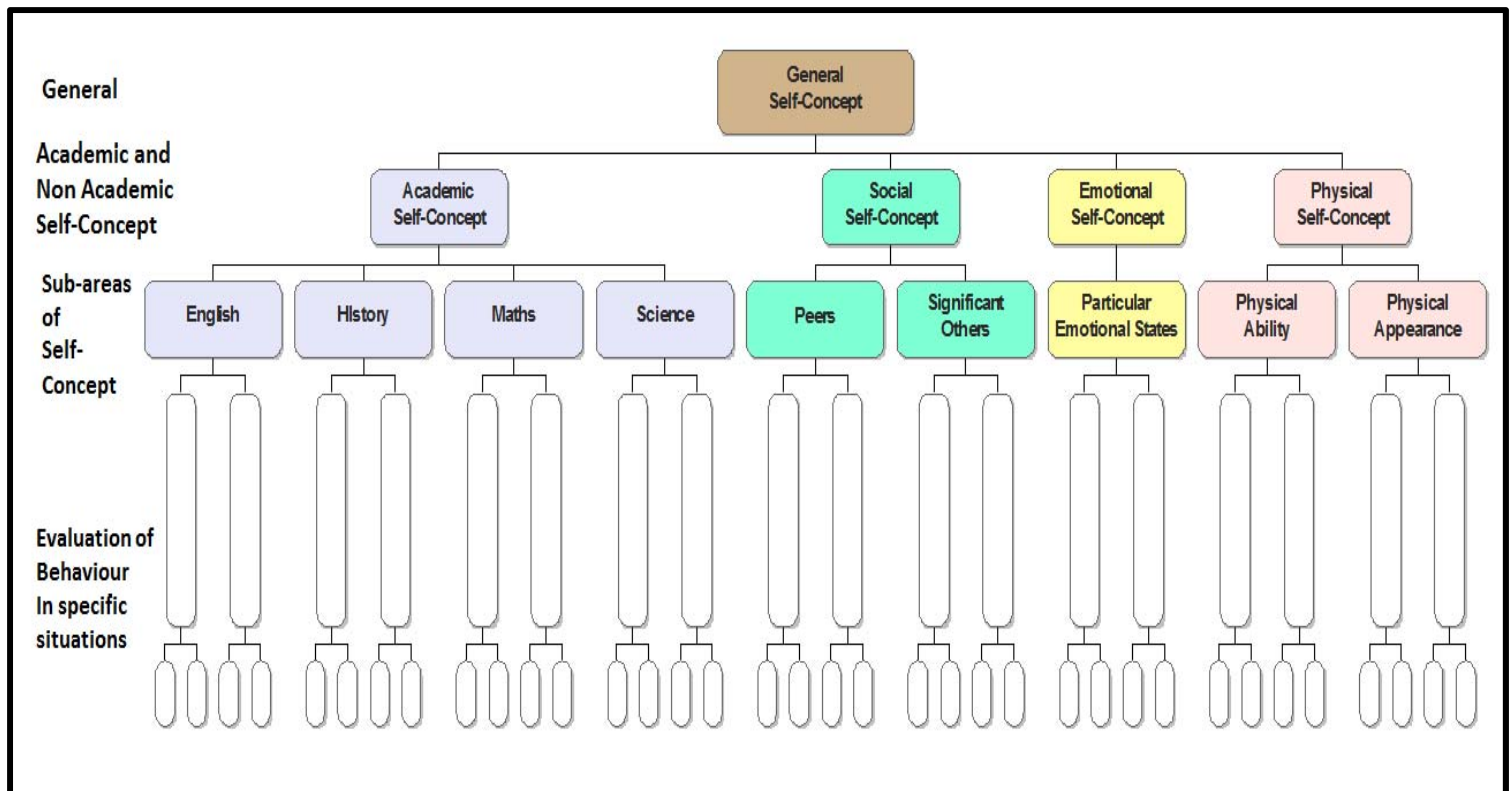 General
General
Self-Concept
Academic and
Non Academic
Self-Concept
Academic
Self-Concept
Social
Self-Concept
Emotional
Self-Concept
Physical
Self-Concept
Sub-areas
of
Self-
Concept
English
HIstory
Maths
Science
Peers
Significant
Others
Particular
Emotional States
Physical
Ability
Physical
Appearance
Evaluation of
Behaviour
In specific
situations